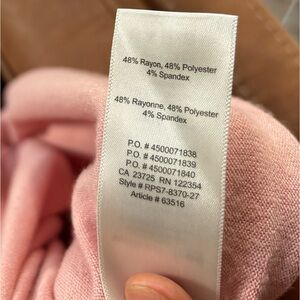 48% Rayon, 48% Polyester
4% Spandex
48% Rayonne, 48% Polyester
4% Spandex
P.O. # 4500071838
P.O. # 4500071839
P.O. # 4500071840
CA 23725 RN 122354
Style # RPS7-8370-27
Article # 63516